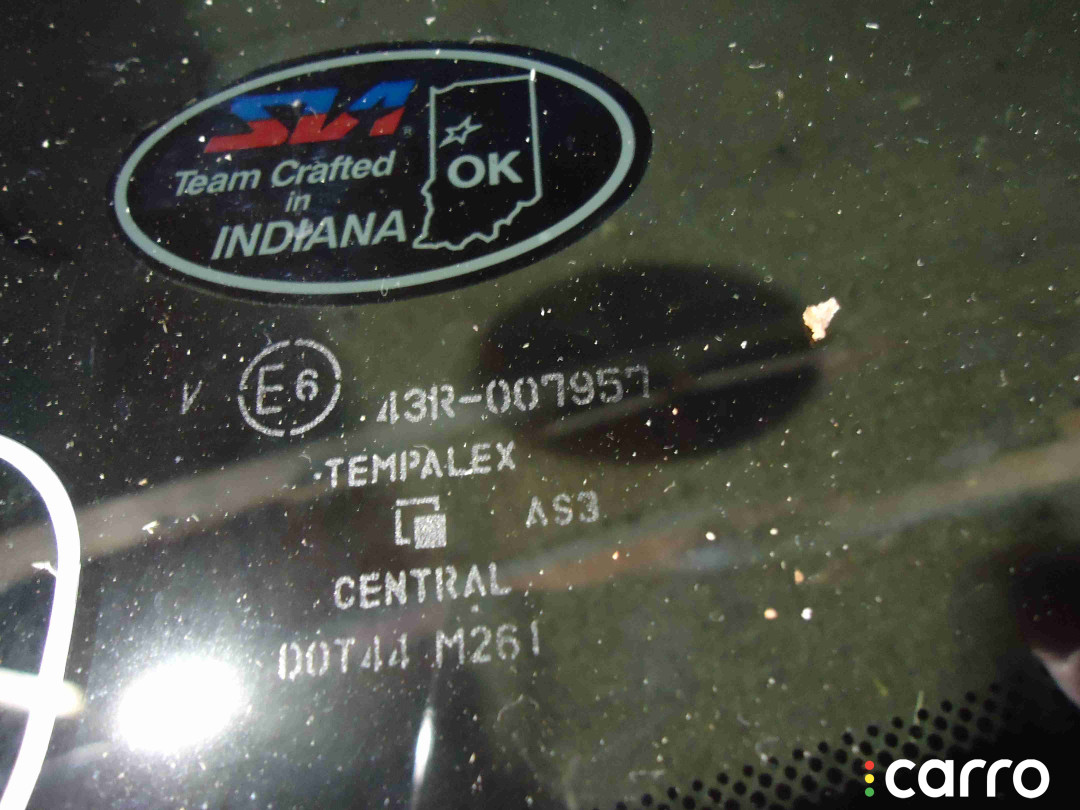 SIA®
Team Crafted
in
INDIANA
OK
V E6 43R-007957
TEMPALEX
AS3
CENTRAL
DOT44 M261
carro